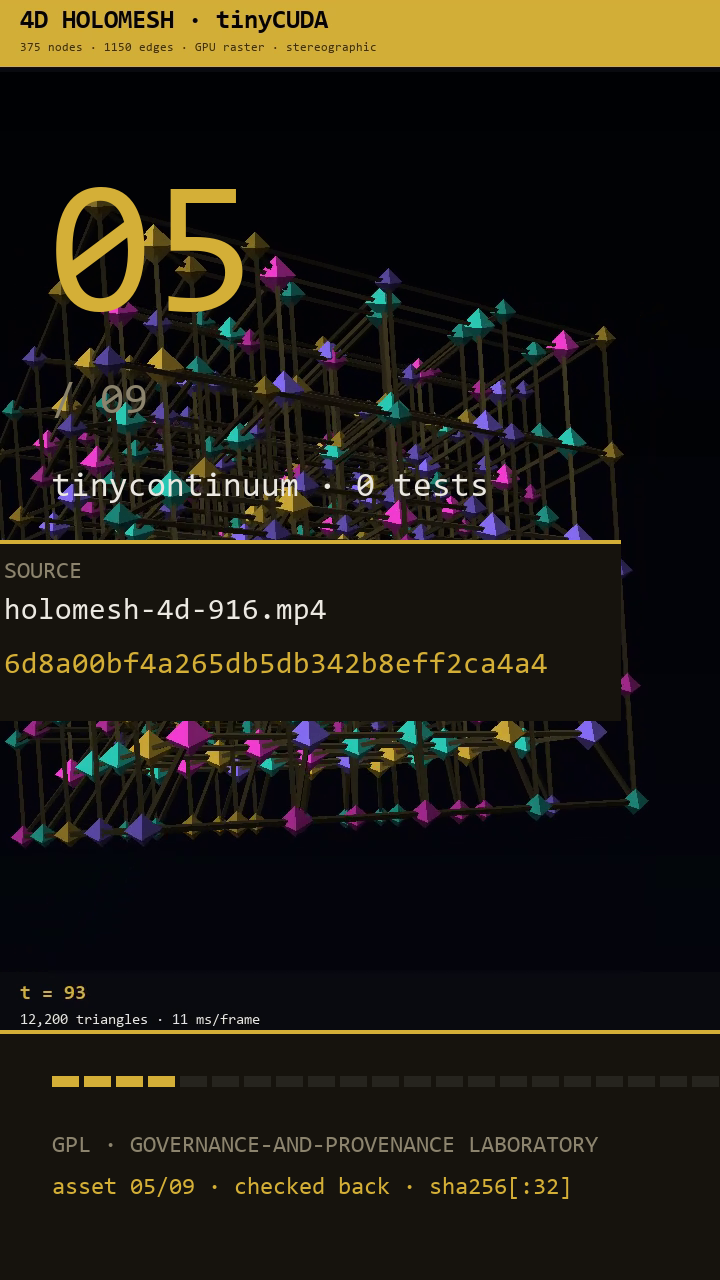 4D HOLOMESH · tinyCUDA
375 nodes · 1150 edges · GPU raster · stereographic
05
/ 09
tinycontinuum · 0 tests
SOURCE
holomesh-4d-916.mp4
6d8a00bf4a265db5db342b8eff2ca4a4
t = 93
12,200 triangles · 11 ms/frame
GPL · GOVERNANCE-AND-PROVENANCE LABORATORY
asset 05/09 · checked back · sha256[:32]